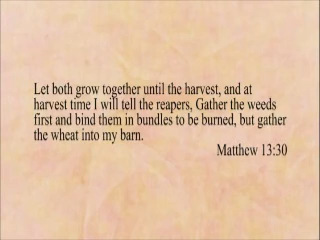 Let both grow together until the harvest, and at
harvest time I will tell the reapers, Gather the weeds
first and bind them in bundles to be burned, but gather
the wheat into my barn.
Matthew 13:30